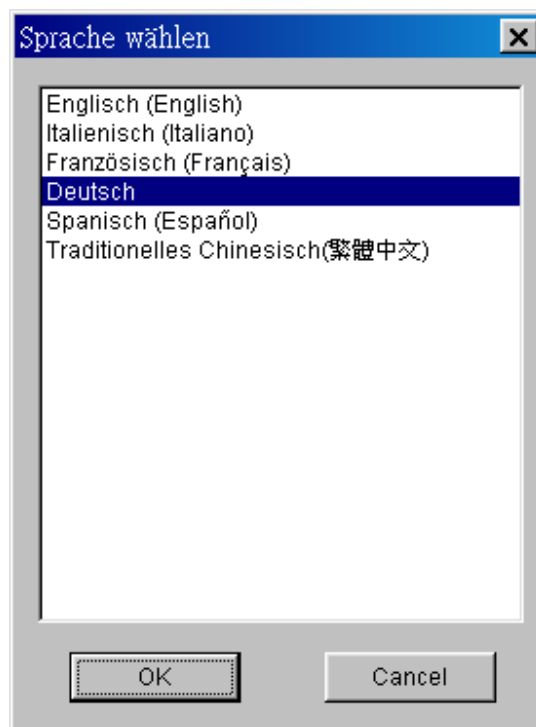 Sprache wählen
Englisch (English)
Italienisch (Italiano)
Französisch (Français)
Deutsch
Spanisch (Español)
Traditionelles Chinesisch(繁體中文)
OK
Cancel